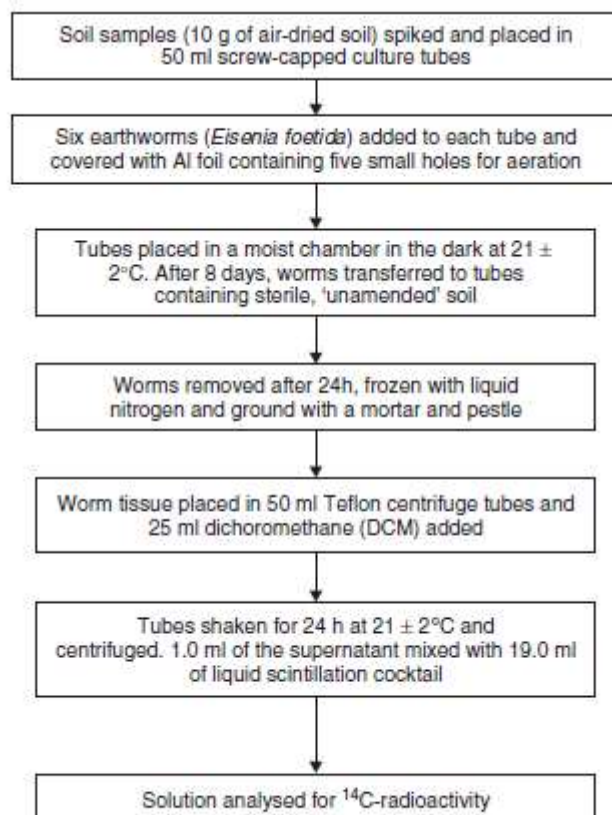 Soil samples (10 g of air-dried soil) spiked and placed in
50 ml screw-capped culture tubes
Six earthworms (Eisenia foetida) added to each tube and
covered with Al foil containing five small holes for aeration
Tubes placed in a moist chamber in the dark at 21 ±
2°C. After 8 days, worms transferred to tubes
containing sterile, ‘unamended’ soil
Worms removed after 24h, frozen with liquid
nitrogen and ground with a mortar and pestle
Worm tissue placed in 50 ml Teflon centrifuge tubes and
25 ml dichoromethane (DCM) added
Tubes shaken for 24 h at 21 ± 2°C and
centrifuged. 1.0 ml of the supernatant mixed with 19.0 ml
of liquid scintillation cocktail
Solution analysed for ¹⁴C-radioactivity